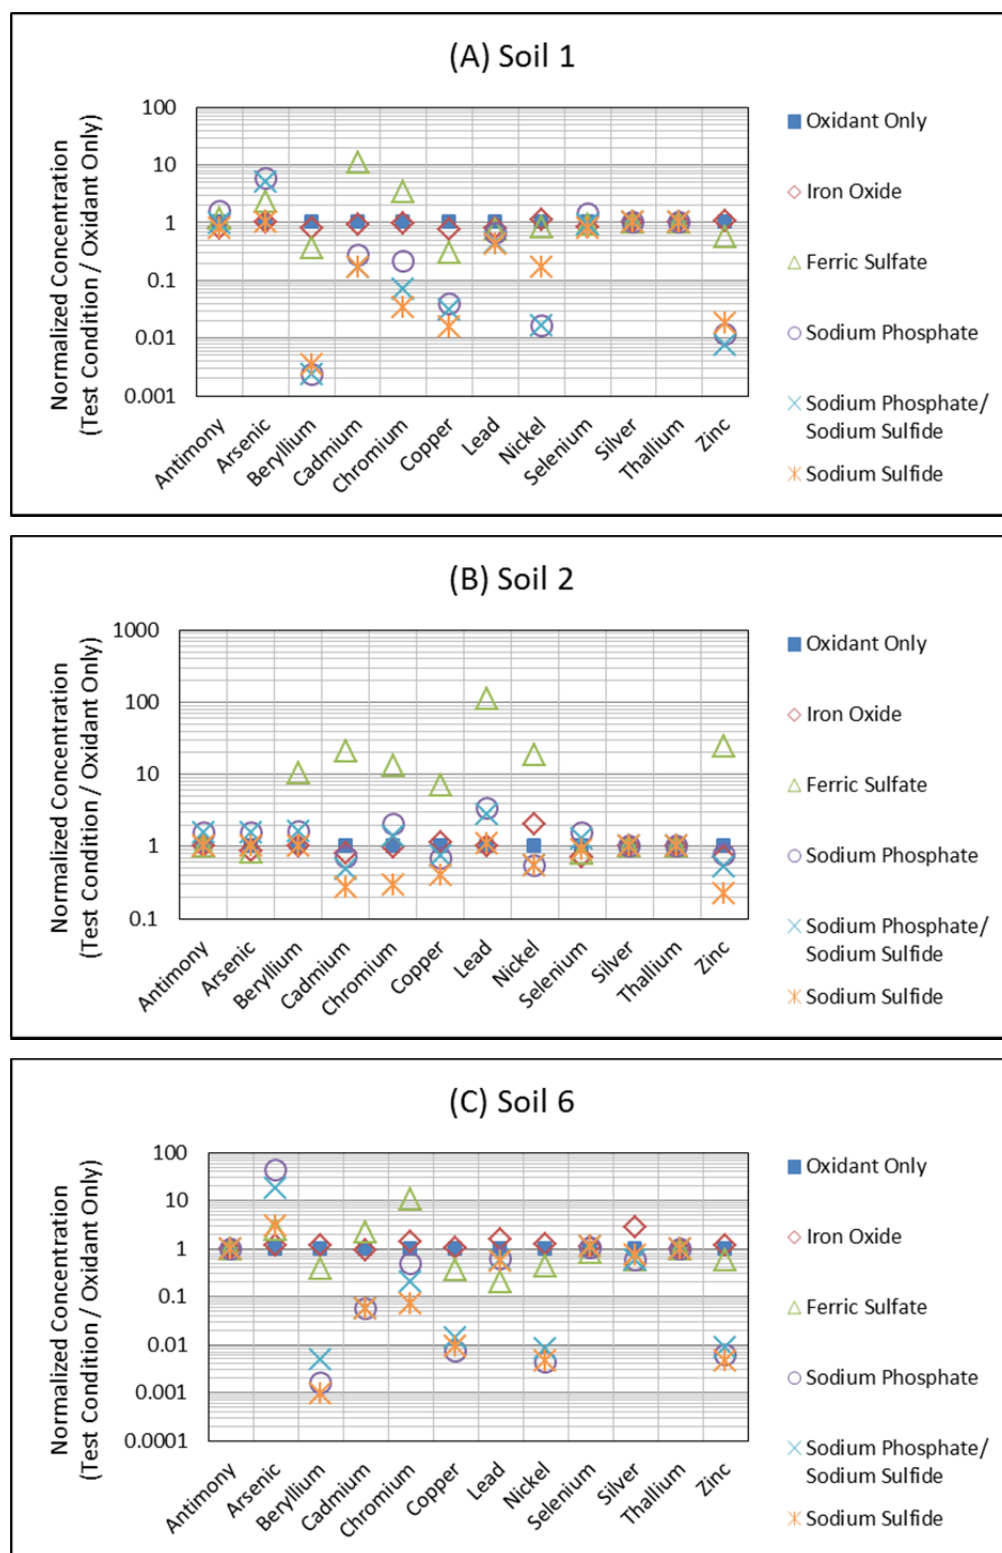 (A) Soil 1
Normalized Concentration
(Test Condition / Oxidant Only)
100
10
1
0.1
0.01
0.001
Antimony
Arsenic
Beryllium
Cadmium
Chromium
Copper
Lead
Nickel
Selenium
Silver
Thallium
Zinc
Oxidant Only
Iron Oxide
Ferric Sulfate
Sodium Phosphate
Sodium Phosphate/
Sodium Sulfide
Sodium Sulfide
(B) Soil 2
Normalized Concentration
(Test Condition / Oxidant Only)
1000
100
10
1
0.1
Antimony
Arsenic
Beryllium
Cadmium
Chromium
Copper
Lead
Nickel
Selenium
Silver
Thallium
Zinc
Oxidant Only
Iron Oxide
Ferric Sulfate
Sodium Phosphate
Sodium Phosphate/
Sodium Sulfide
Sodium Sulfide
(C) Soil 6
Normalized Concentration
(Test Condition / Oxidant Only)
100
10
1
0.1
0.01
0.001
0.0001
Antimony
Arsenic
Beryllium
Cadmium
Chromium
Copper
Lead
Nickel
Selenium
Silver
Thallium
Zinc
Oxidant Only
Iron Oxide
Ferric Sulfate
Sodium Phosphate
Sodium Phosphate/
Sodium Sulfide
Sodium Sulfide